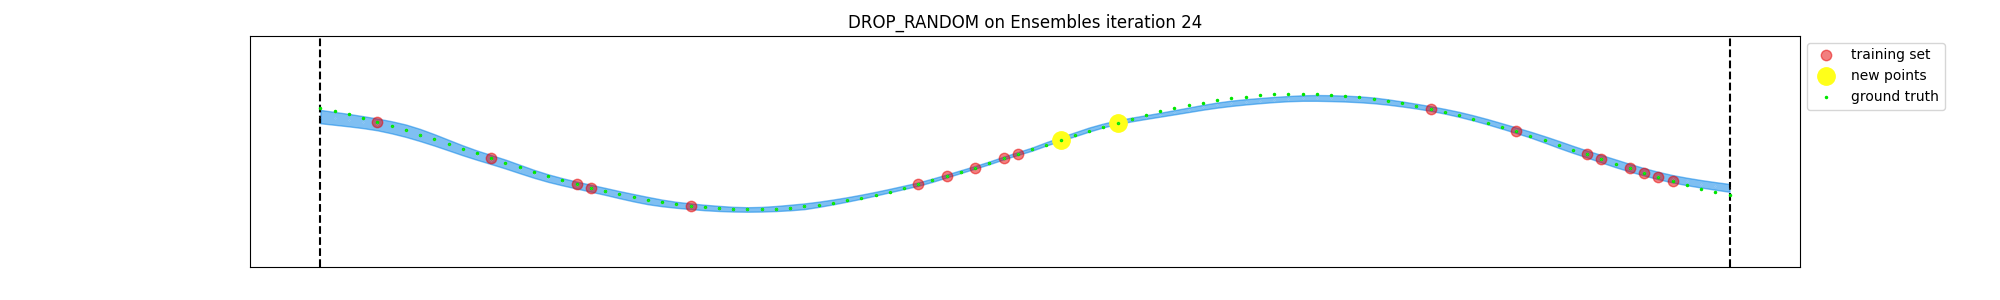 DROP_RANDOM on Ensembles iteration 24
training set
new points
ground truth